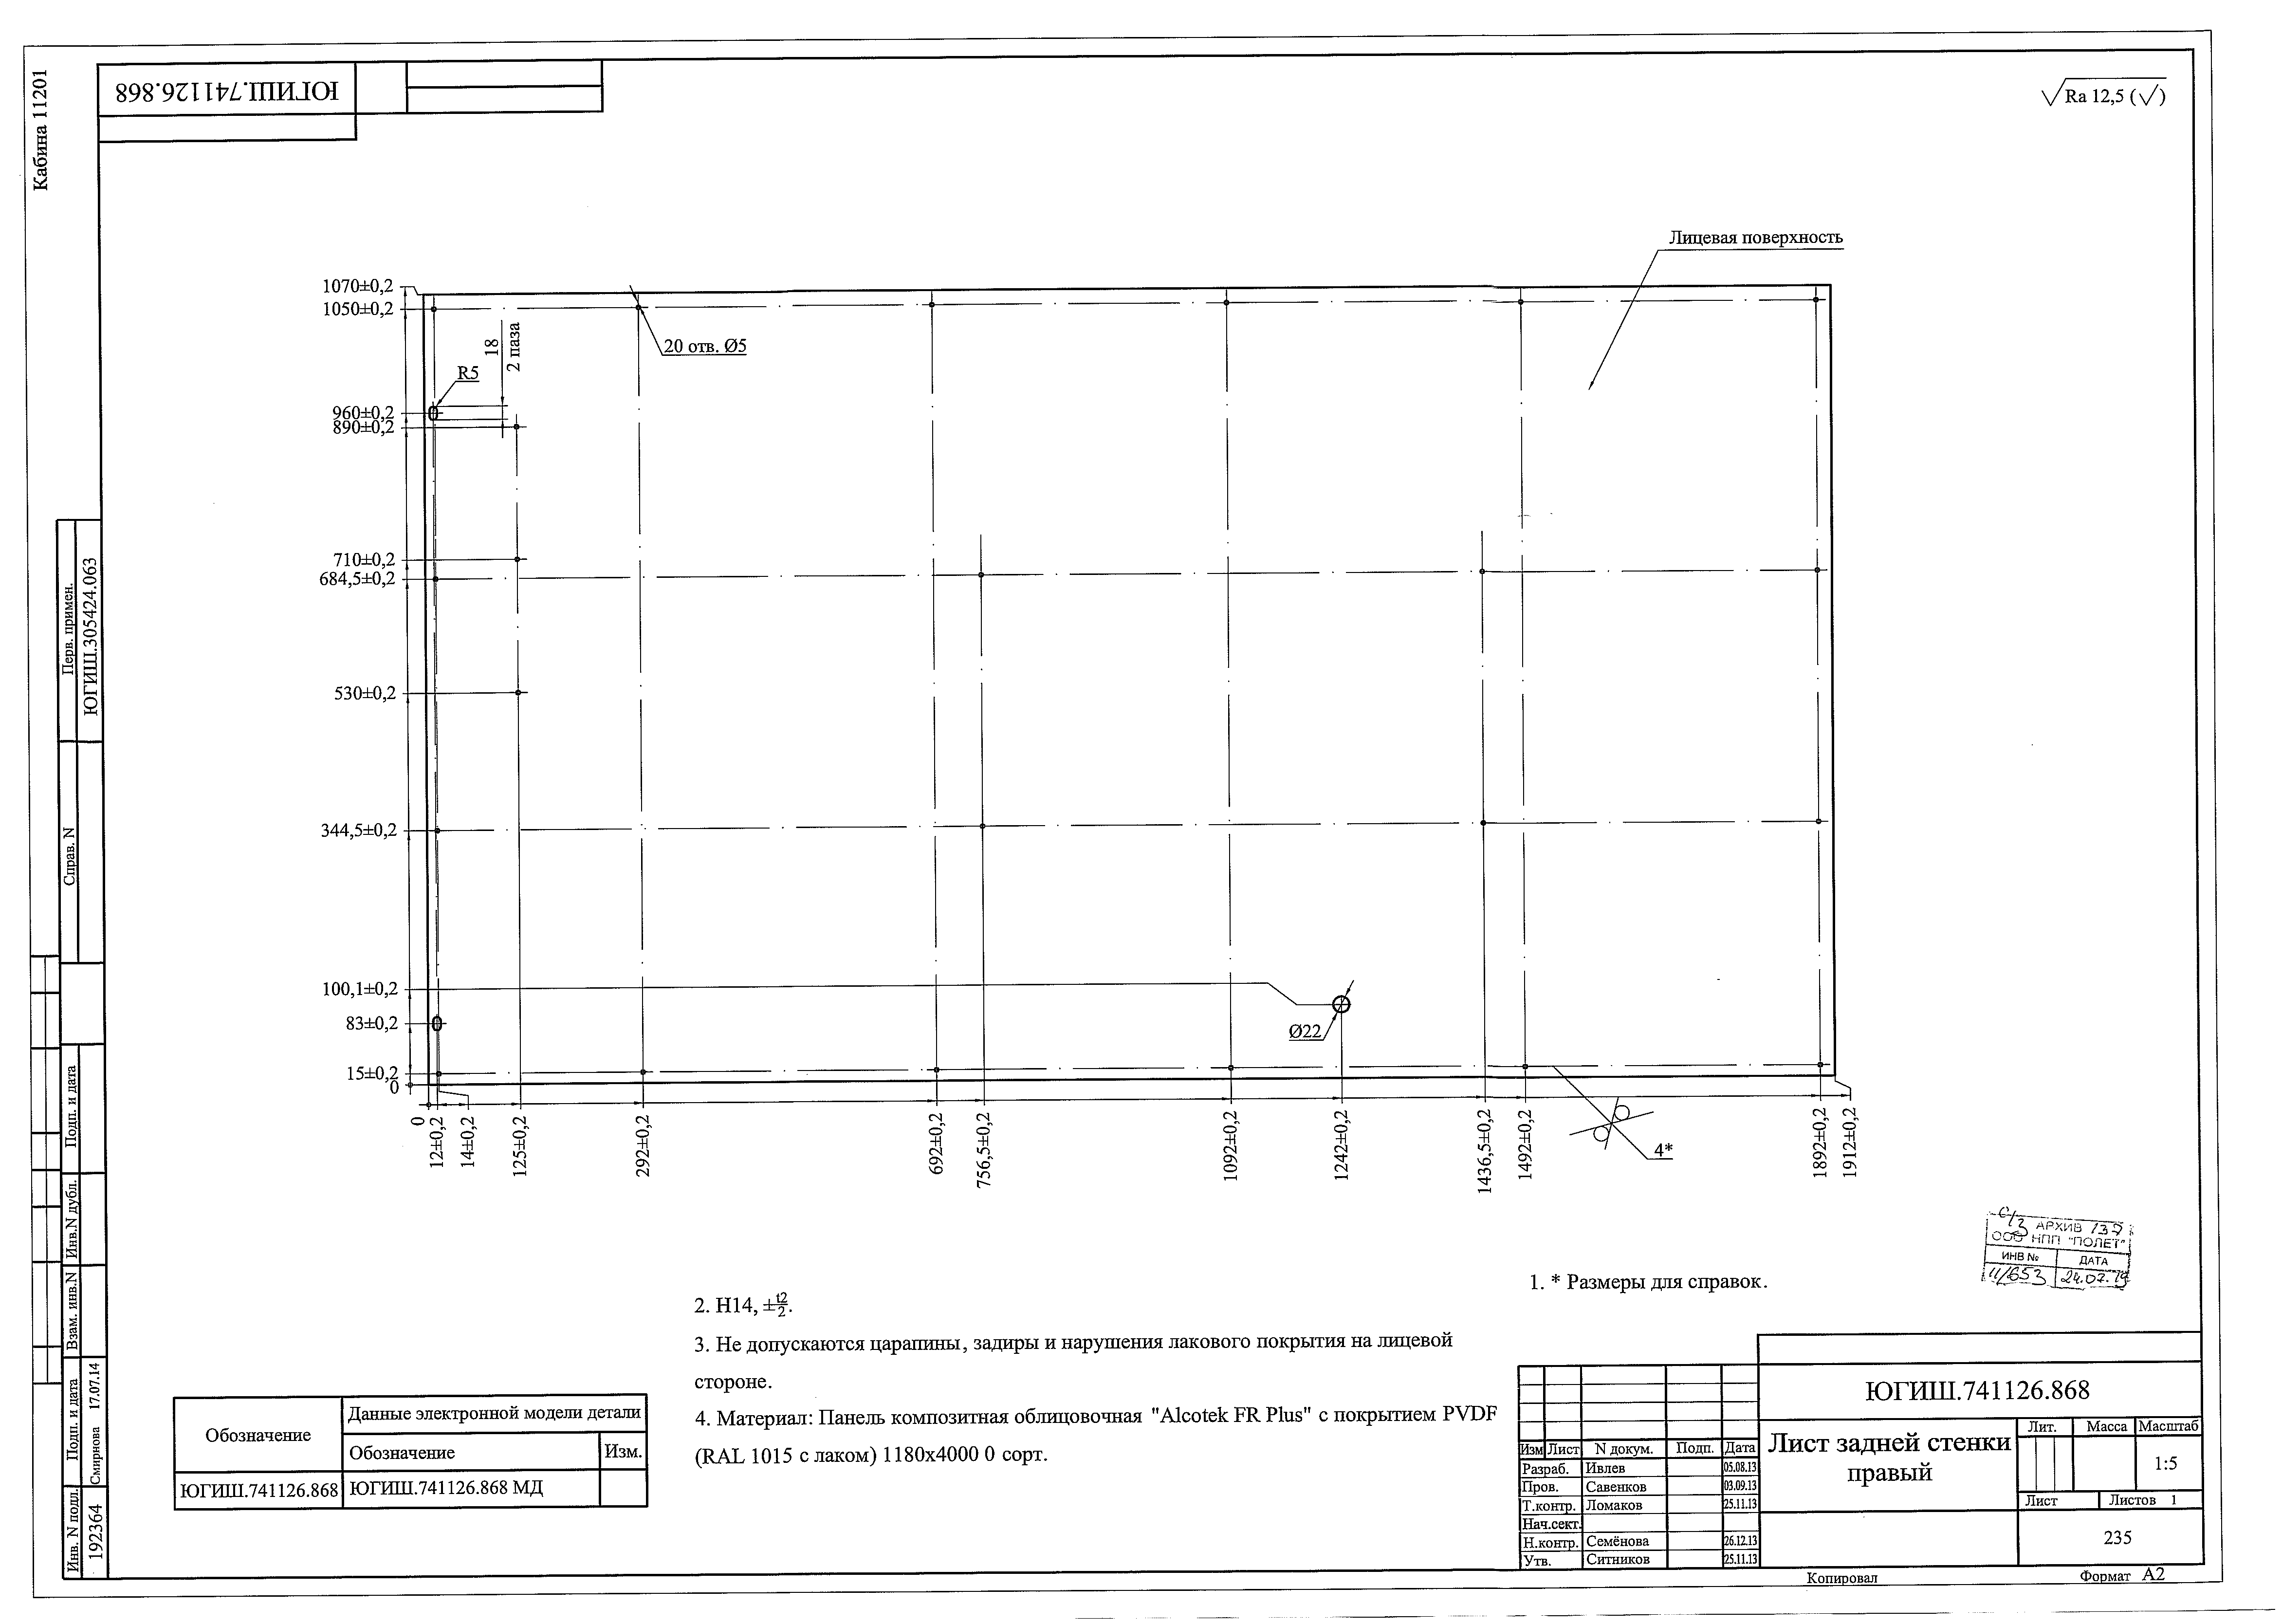 Кабина 11201
ЮГИШ.741126.868
Ra 12,5 (√)
Лицевая поверхность
1070±0,2
1050±0,2
960±0,2
890±0,2
710±0,2
684,5±0,2
530±0,2
344,5±0,2
100,1±0,2
83±0,2
15±0,2
0
R5
18
2 паза
20 отв. Ø5
Ø22
4*
0
12±0,2
14±0,2
125±0,2
292±0,2
692±0,2
756,5±0,2
1092±0,2
1242±0,2
1436,5±0,2
1492±0,2
1892±0,2
1912±0,2
Перв. примен.
ЮГИШ.305424.063
Справ. N
Подп. и дата
Инв.N дубл.
Взам. инв.N
Подп. и дата
Смирнова 17.07.14
Инв. N подл.
192364
АРХИВ 137
ООО НПП "ПОЛЕТ"
ИНВ № ДАТА
11/653 24.07.19
1. * Размеры для справок.
2. H14, ±t2/2.
3. Не допускаются царапины, задиры и нарушения лакового покрытия на лицевой
стороне.
4. Материал: Панель композитная облицовочная "Alcotek FR Plus" с покрытием PVDF
(RAL 1015 с лаком) 1180х4000 0 сорт.
Обозначение
Данные электронной модели детали
Обозначение Изм.
ЮГИШ.741126.868 ЮГИШ.741126.868 МД
ЮГИШ.741126.868
Изм Лист N докум. Подп. Дата
Разраб. Ивлев 05.08.13
Пров. Савенков 03.09.13
Т.контр. Ломаков 25.11.13
Нач.сект.
Н.контр. Семёнова 26.12.13
Утв. Ситников 25.11.13
Лист задней стенки
правый
Лит. Масса Масштаб
1:5
Лист Листов 1
235
Копировал Формат А2